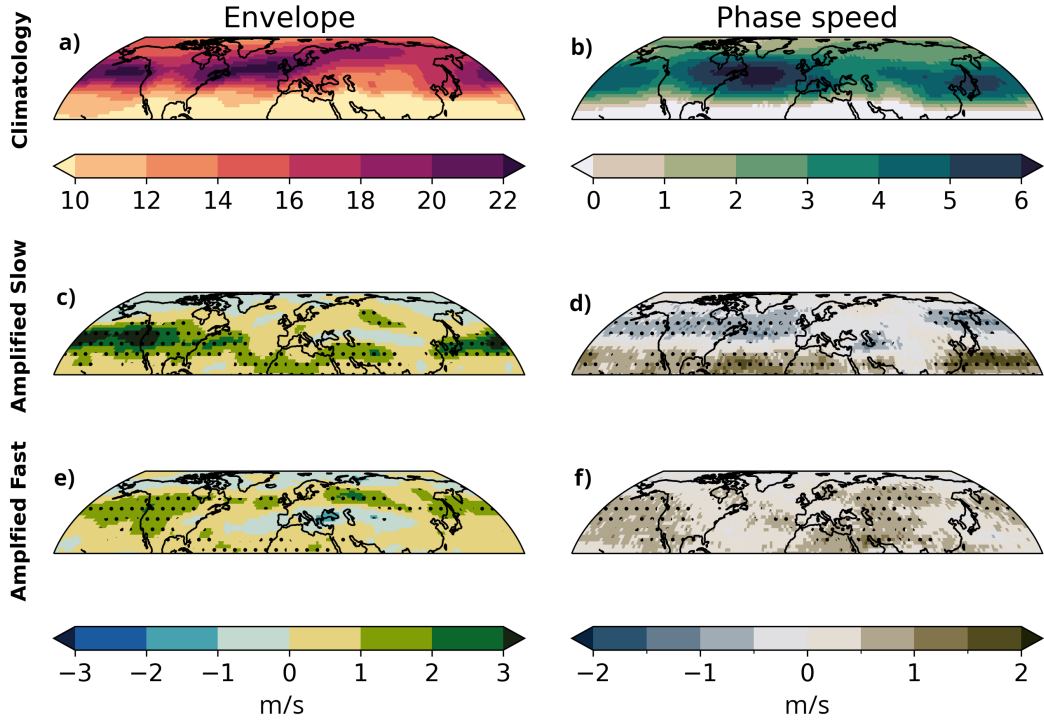 Envelope
Phase speed
Climatology
a)
b)
10 12 14 16 18 20 22
0 1 2 3 4 5 6
Amplified Slow
c)
d)
Amplfied Fast
e)
f)
−3 −2 −1 0 1 2 3
−2 −1 0 1 2
m/s
m/s